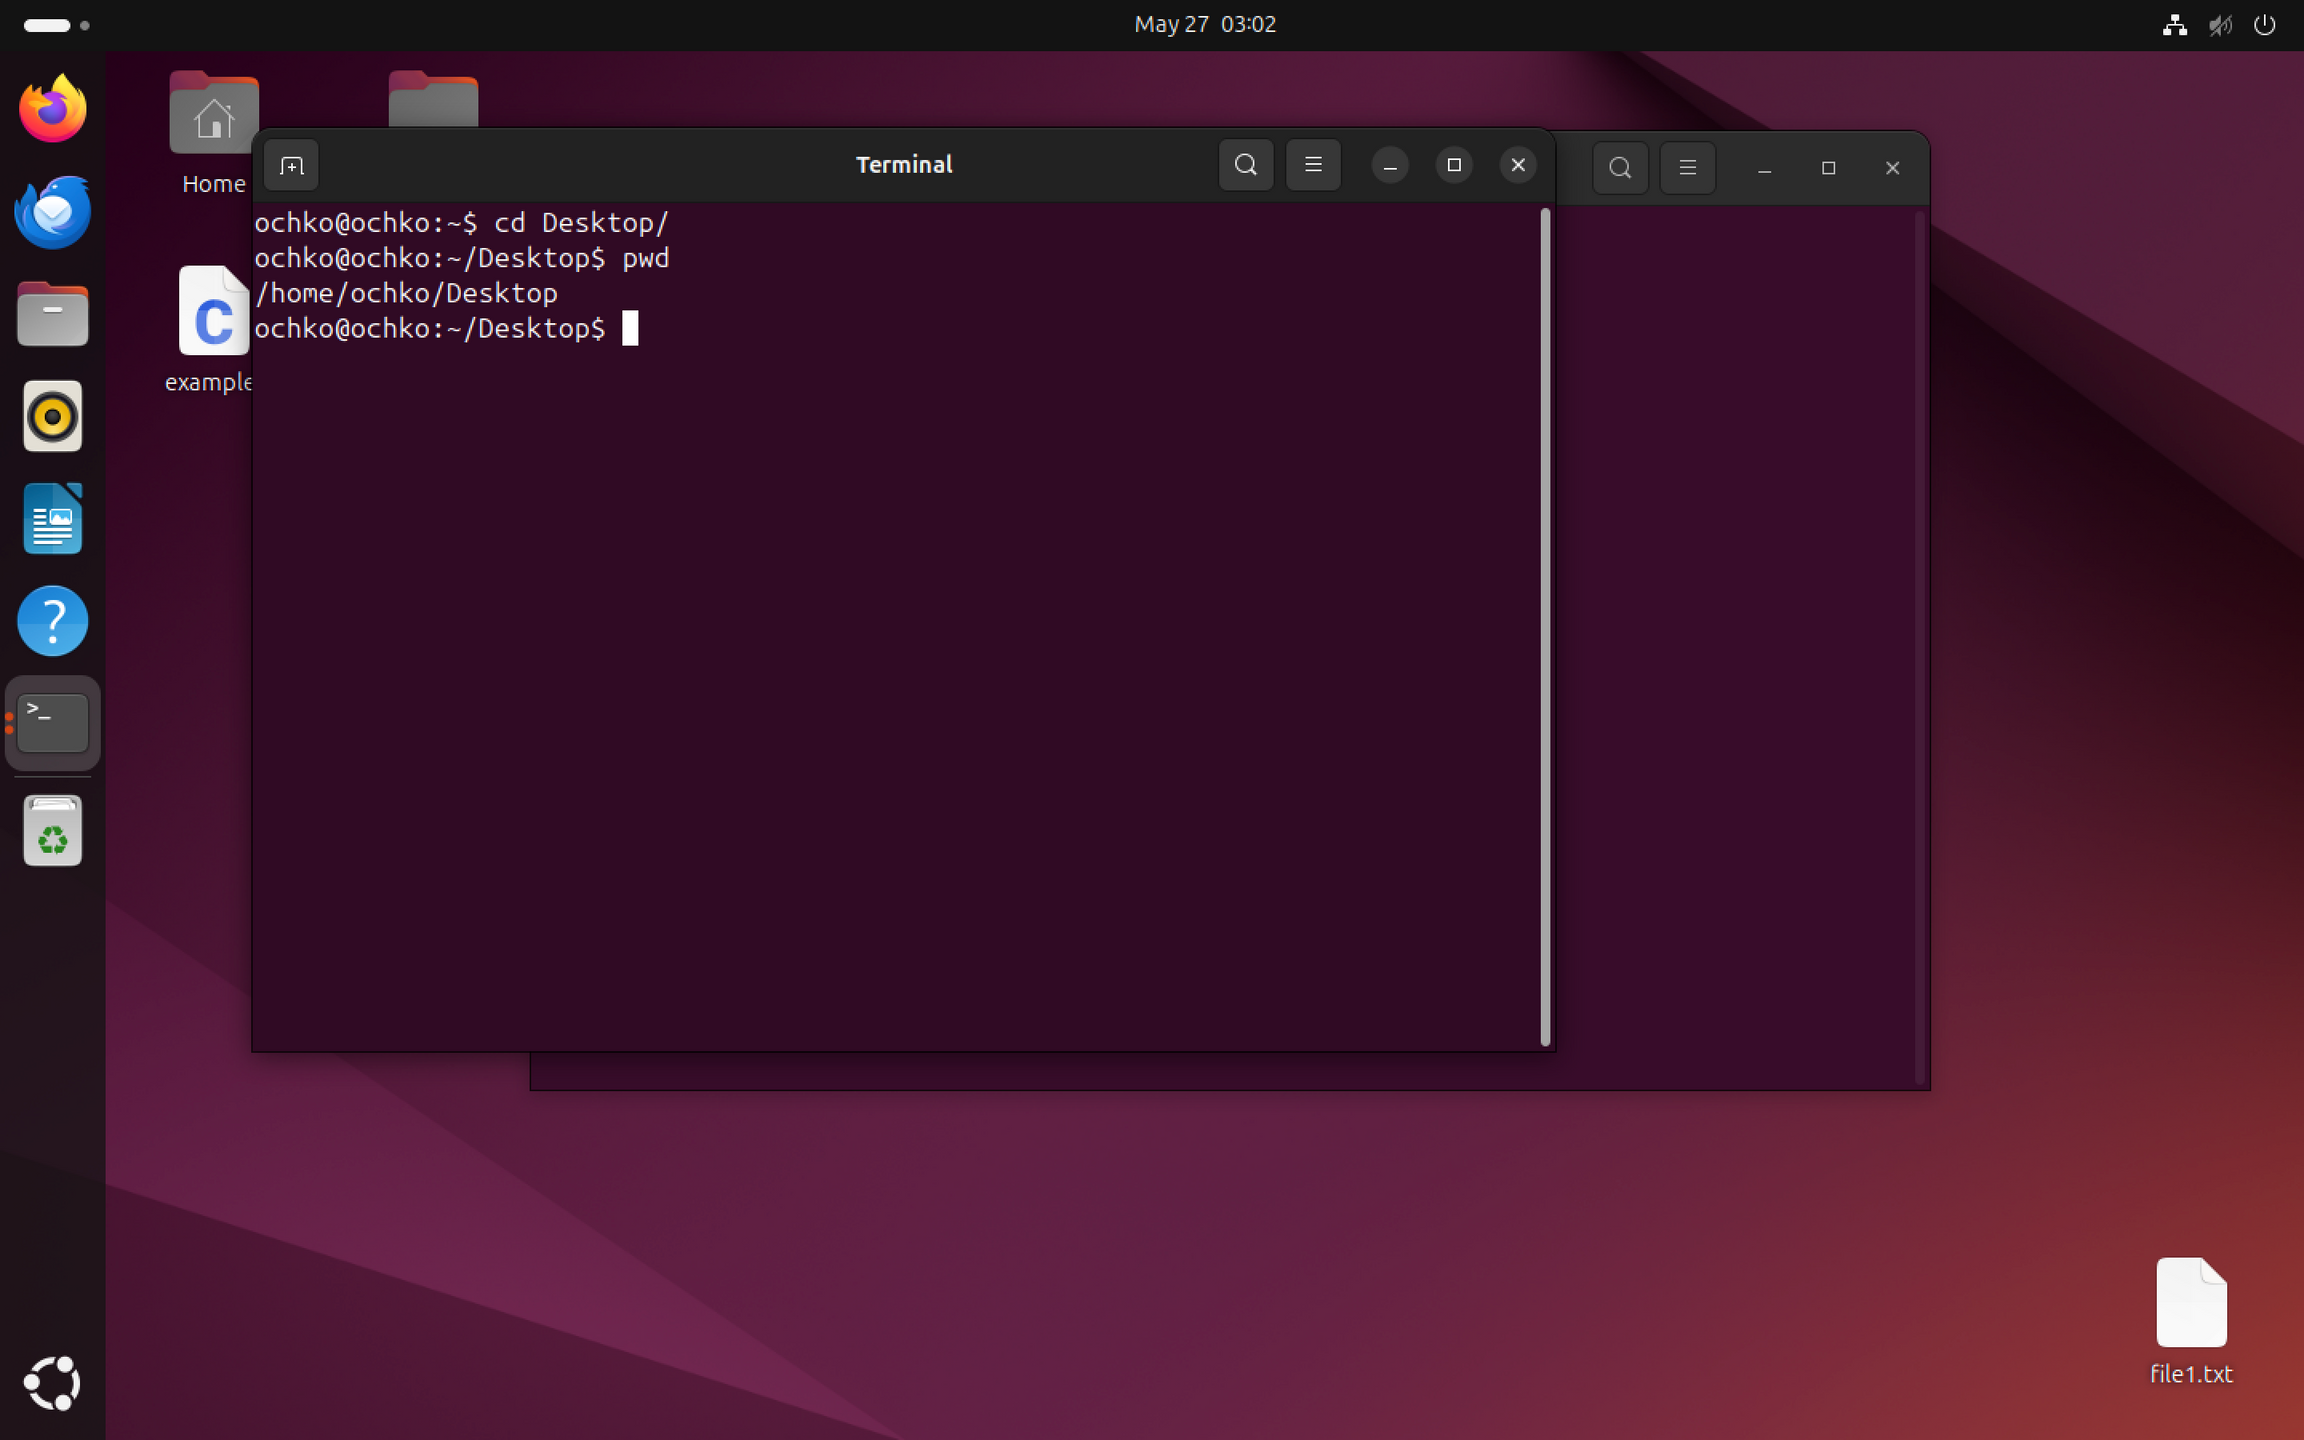 May 27 03:02
Home
Terminal
ochko@ochko:~$ cd Desktop/
ochko@ochko:~/Desktop$ pwd
/home/ochko/Desktop
ochko@ochko:~/Desktop$
C
example
?
>_
file1.txt